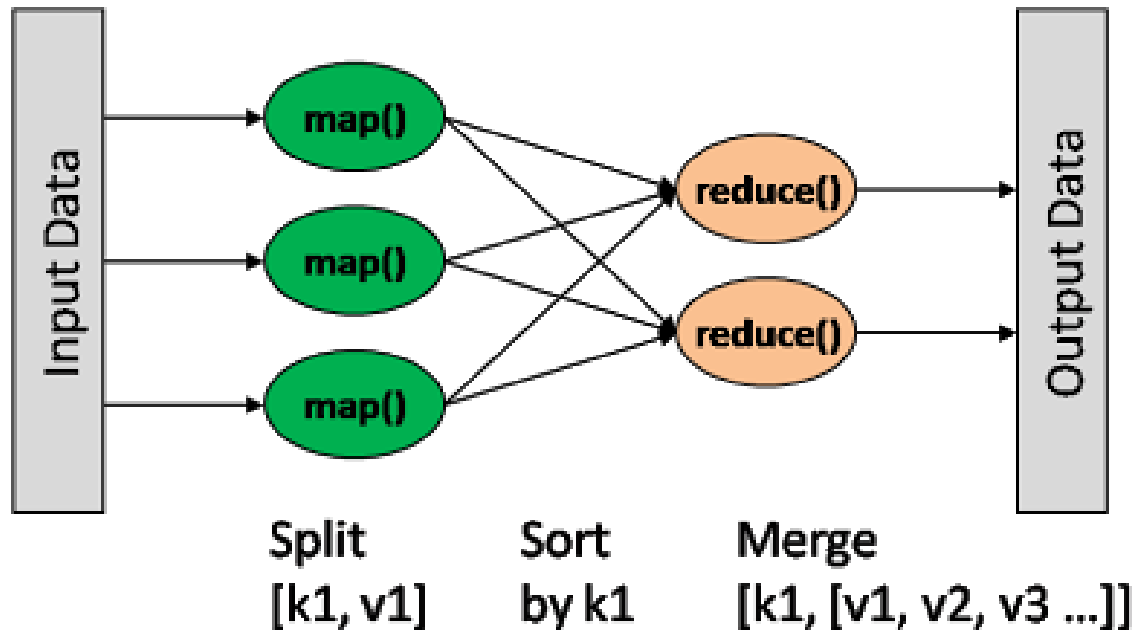 Input Data
map()
map()
map()
reduce()
reduce()
Output Data
Split
[k1, v1]
Sort
by k1
Merge
[k1, [v1, v2, v3 ...]]